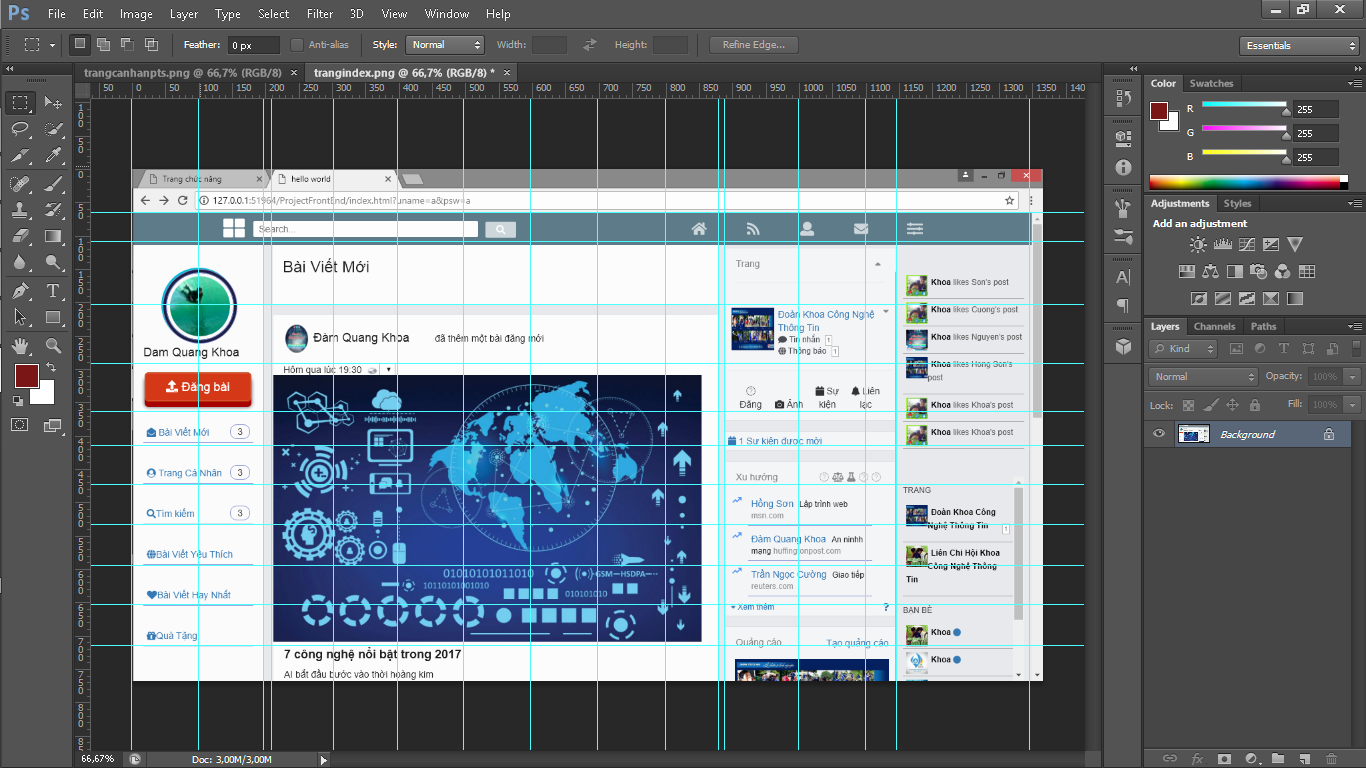 Ps File Edit Image Layer Type Select Filter 3D View Window Help
Feather: 0 px Anti-alias Style: Normal Width: Height: Refine Edge... Essentials
trangcanhanpts.png @ 66,7% (RGB/8) × trangindex.png @ 66,7% (RGB/8) * ×
50 0 50 100 150 200 250 300 350 400 450 500 550 600 650 700 750 800 850 900 950 1000 1050 1100 1150 1200 1250 1300 1350 140
Trang chức năng
hello world
127.0.0.1:51964/ProjectFrontEnd/index.html?uname=a&psw=a
Search...
Dam Quang Khoa
Đăng bài
Bài Viết Mới 3
Trang Cá Nhân 3
Tìm kiếm 3
Bài Viết Yêu Thích
Bài Viết Hay Nhất
Quà Tặng
Bài Viết Mới
Đàm Quang Khoa đã thêm một bài đăng mới
Hôm qua lúc 19:30
010101010111010
1011010101001010
GSM—HSDPA
010101010
7 công nghệ nổi bật trong 2017
AI bắt đầu bước vào thời hoàng kim
Trang
Đoàn Khoa Công Nghệ
Thông Tin
Tin nhắn 1
Thông báo 1
Đăng Ảnh Sự kiện Liên lạc
1 Sự kiện được mời
Xu hướng
Hồng Sơn Lập trình web
msn.com
Đàm Quang Khoa An ninhh
mạng huffingtonpost.com
Trần Ngọc Cường Giao tiếp
reuters.com
Xem thêm ?
Quảng cáo Tạo quảng cáo
Khoa likes Son's post
Khoa likes Cuong's post
Khoa likes Nguyen's post
Khoa likes Hong Son's
post
Khoa likes Khoa's post
Khoa likes Khoa's post
TRANG
Đoàn Khoa Công
Nghệ Thông Tin 1
Liên Chi Hội Khoa
Công Nghệ Thông
Tin
BẠN BÈ
Khoa
Khoa
66,67% Doc: 3,00M/3,00M
Color Swatches
R 255
G 255
B 255
Adjustments Styles
Add an adjustment
Layers Channels Paths
Kind
Normal Opacity: 100%
Lock: Fill: 100%
Background